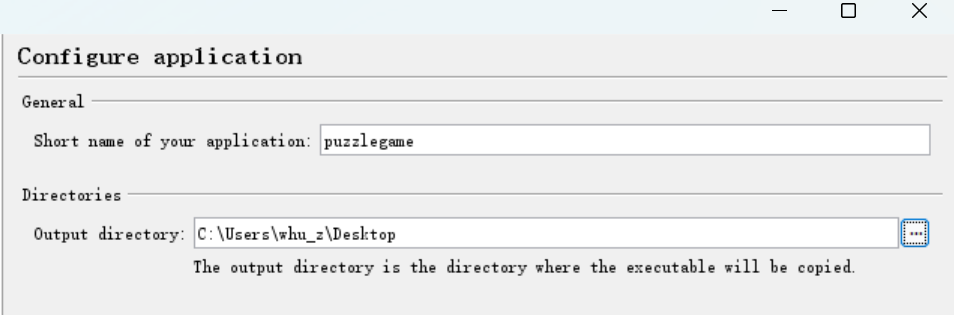 Configure application
General
Short name of your application: puzzlegame
Directories
Output directory: C:\Users\whu_z\Desktop ...
The output directory is the directory where the executable will be copied.